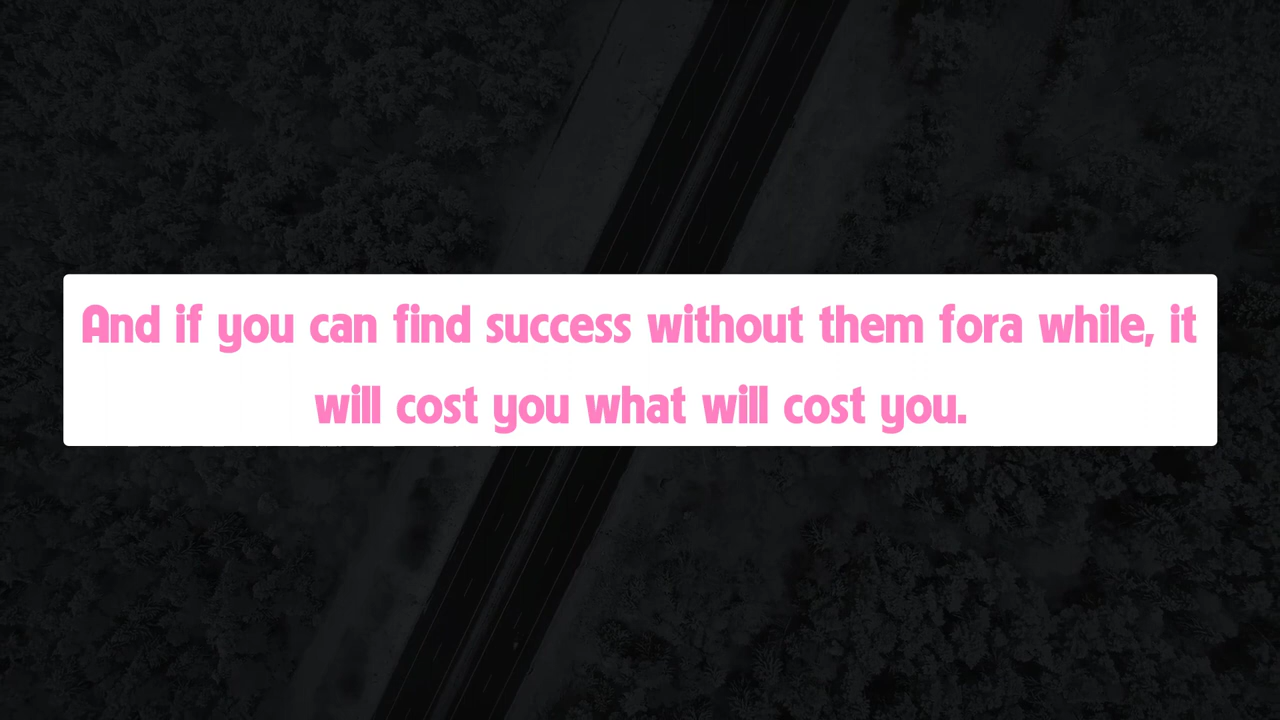 And if you can find success without them fora while, it
will cost you what will cost you.